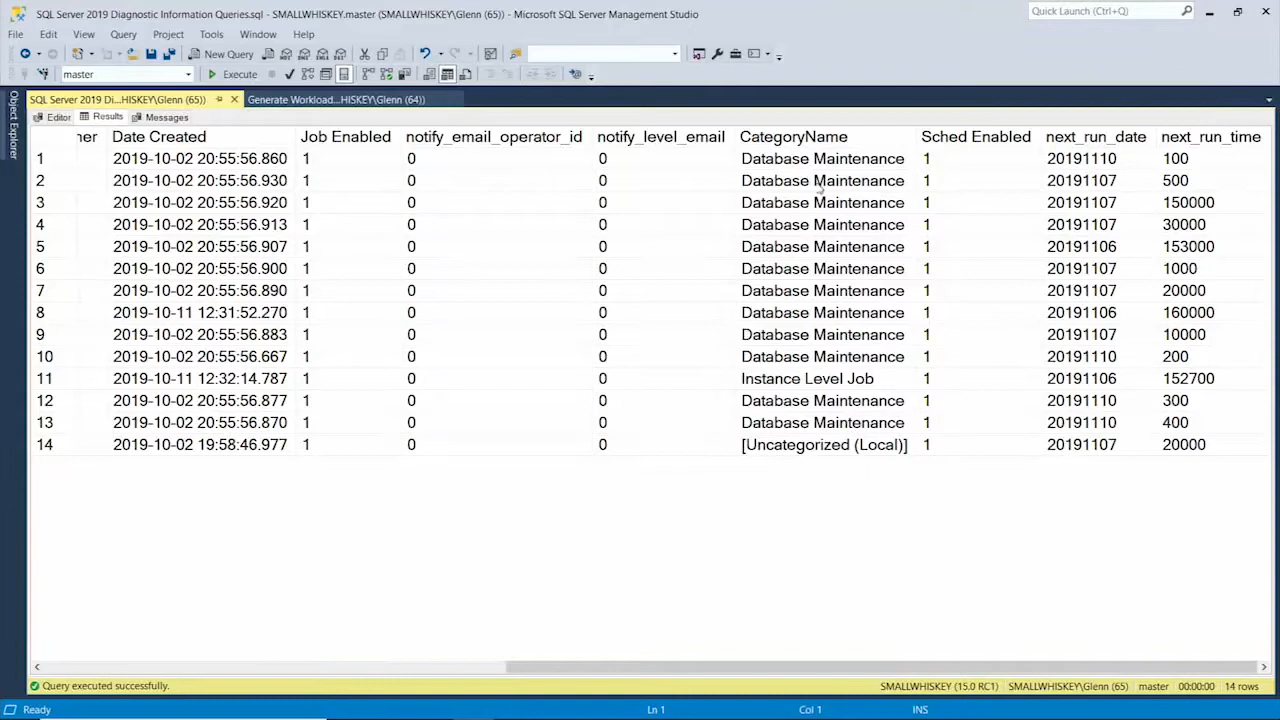 SQL Server 2019 Diagnostic Information Queries.sql - SMALLWHISKEY.master (SMALLWHISKEY\Glenn (65)) - Microsoft SQL Server Management Studio
Quick Launch (Ctrl+Q)
File Edit View Query Project Tools Window Help
New Query
master Execute
SQL Server 2019 Di...HISKEY\Glenn (65)) Generate Workload...HISKEY\Glenn (64))
Object Explorer
Editor Results Messages
ner Date Created Job Enabled notify_email_operator_id notify_level_email CategoryName Sched Enabled next_run_date next_run_time
1 2019-10-02 20:55:56.860 1 0 0 Database Maintenance 1 20191110 100
2 2019-10-02 20:55:56.930 1 0 0 Database Maintenance 1 20191107 500
3 2019-10-02 20:55:56.920 1 0 0 Database Maintenance 1 20191107 150000
4 2019-10-02 20:55:56.913 1 0 0 Database Maintenance 1 20191107 30000
5 2019-10-02 20:55:56.907 1 0 0 Database Maintenance 1 20191106 153000
6 2019-10-02 20:55:56.900 1 0 0 Database Maintenance 1 20191107 1000
7 2019-10-02 20:55:56.890 1 0 0 Database Maintenance 1 20191107 20000
8 2019-10-11 12:31:52.270 1 0 0 Database Maintenance 1 20191106 160000
9 2019-10-02 20:55:56.883 1 0 0 Database Maintenance 1 20191107 10000
10 2019-10-02 20:55:56.667 1 0 0 Database Maintenance 1 20191110 200
11 2019-10-11 12:32:14.787 1 0 0 Instance Level Job 1 20191106 152700
12 2019-10-02 20:55:56.877 1 0 0 Database Maintenance 1 20191110 300
13 2019-10-02 20:55:56.870 1 0 0 Database Maintenance 1 20191110 400
14 2019-10-02 19:58:46.977 1 0 0 [Uncategorized (Local)] 1 20191107 20000
Query executed successfully. SMALLWHISKEY (15.0 RC1) SMALLWHISKEY\Glenn (65) master 00:00:00 14 rows
Ready Ln 1 Col 1 INS